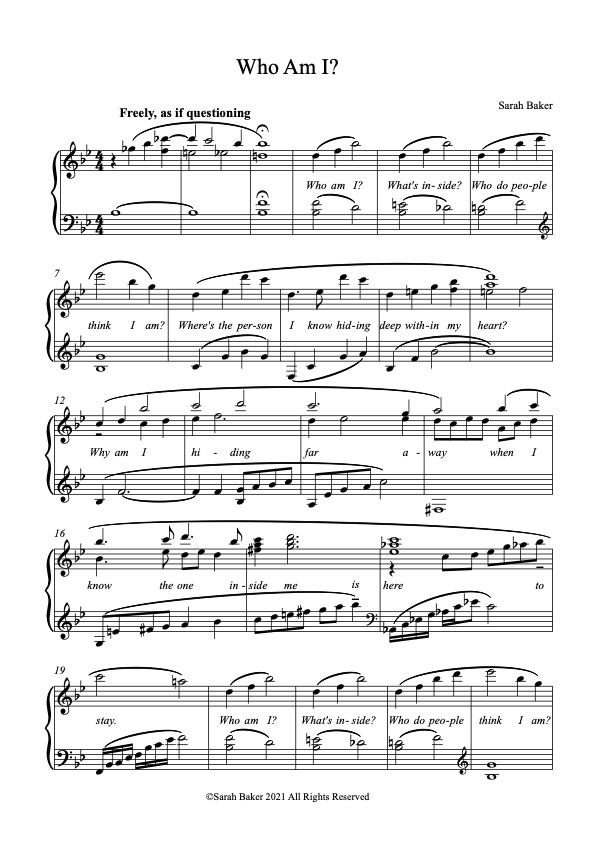 Who Am I?
Sarah Baker
Freely, as if questioning
Who am I? What's in- side? Who do peo-ple
7
think I am? Where's the per-son I know hid-ing deep with-in my heart?
12
Why am I hi - ding far a - way when I
16
know the one in - side me is here to
19
stay. Who am I? What's in-side? Who do peo-ple think I am?
©Sarah Baker 2021 All Rights Reserved